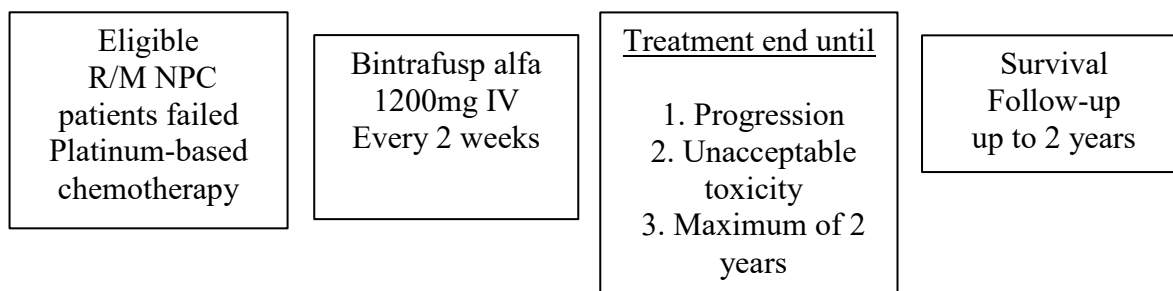 Eligible
R/M NPC
patients failed
Platinum-based
chemotherapy
Bintrafusp alfa
1200mg IV
Every 2 weeks
Treatment end until
1. Progression
2. Unacceptable
toxicity
3. Maximum of 2
years
Survival
Follow-up
up to 2 years